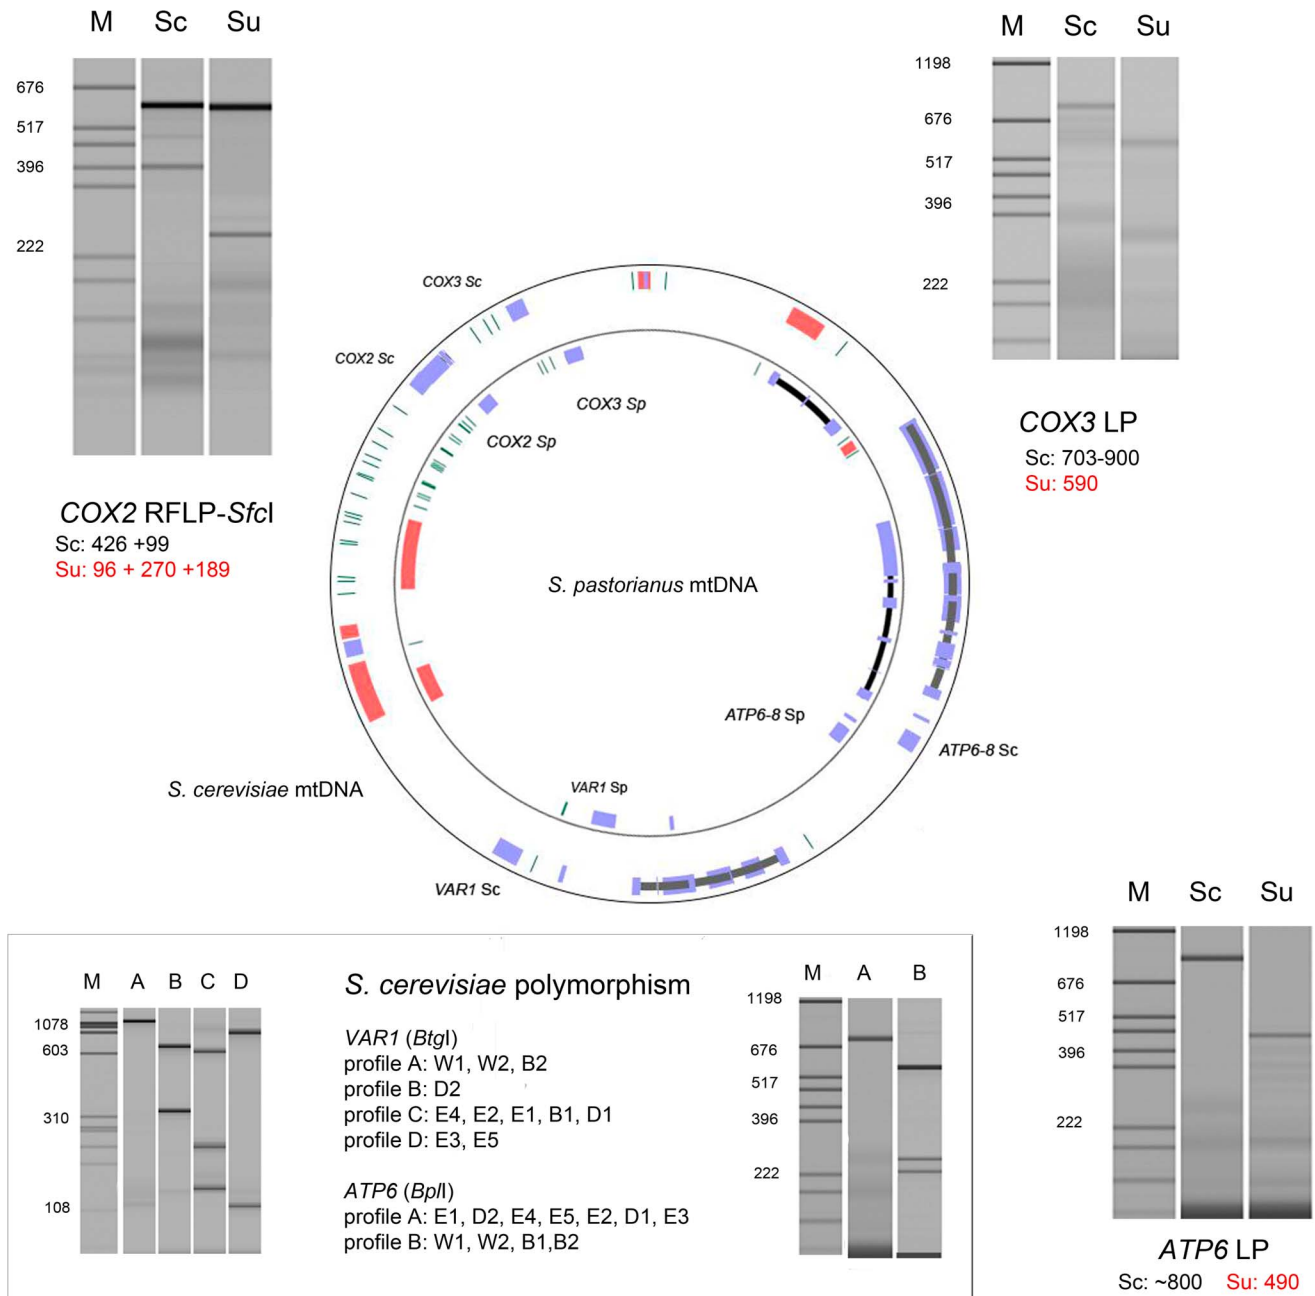 M Sc Su
676
517
396
222
COX2 RFLP-SfcI
Sc: 426 +99
Su: 96 + 270 +189
M Sc Su
1198
676
517
396
222
COX3 LP
Sc: 703-900
Su: 590
COX3 Sc
COX2 Sc
COX3 Sp
COX2 Sp
S. pastorianus mtDNA
ATP6-8 Sp
ATP6-8 Sc
VAR1 Sp
S. cerevisiae mtDNA
VAR1 Sc
M Sc Su
1198
676
517
396
222
ATP6 LP
Sc: ~800 Su: 490
M A B C D
1078
603
310
108
S. cerevisiae polymorphism
VAR1 (BtgI)
profile A: W1, W2, B2
profile B: D2
profile C: E4, E2, E1, B1, D1
profile D: E3, E5
ATP6 (BplI)
profile A: E1, D2, E4, E5, E2, D1, E3
profile B: W1, W2, B1,B2
M A B
1198
676
517
396
222